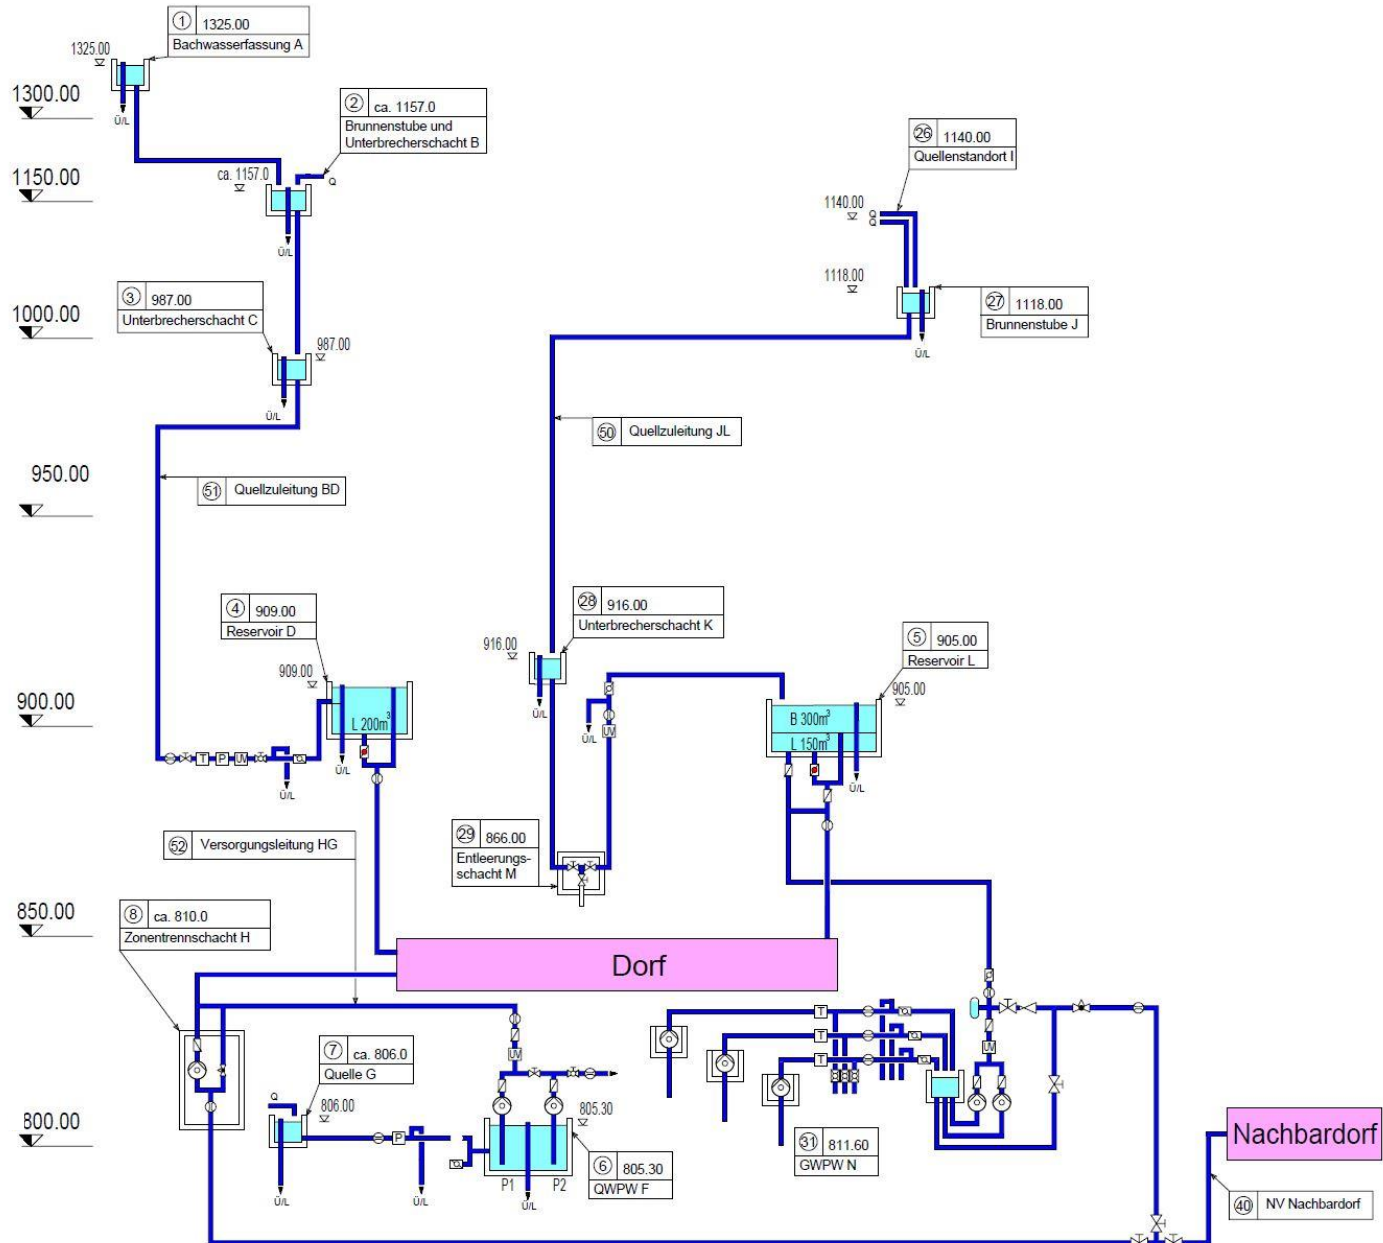 1 1325.00
Bachwasserfassung A
1325.00
1300.00
Ü/L
2 ca. 1157.0
Brunnenstube und
Unterbrecherschacht B
26 1140.00
Quellenstandort I
1150.00
ca. 1157.0
Q
Ü/L
1140.00
Q
Q
1118.00
27 1118.00
Brunnenstube J
Ü/L
3 987.00
Unterbrecherschacht C
1000.00
987.00
Ü/L
50 Quellzuleitung JL
950.00
51 Quellzuleitung BD
4 909.00
Reservoir D
28 916.00
Unterbrecherschacht K
5 905.00
Reservoir L
916.00
909.00
905.00
900.00
L 200m³
B 300m³
L 150m³
Ü/L
Ü/L
UV
T P UV
Ü/L
Ü/L
Ü/L
52 Versorgungsleitung HG
29 866.00
Entleerungs-
schacht M
850.00
8 ca. 810.0
Zonentrennschacht H
Dorf
T
T
T
UV
UV
7 ca. 806.0
Quelle G
Q
806.00
805.30
800.00
P
31 811.60
GWPW N
Nachbardorf
6 805.30
QWPW F
P1 P2
Ü/L
Ü/L
Ü/L
40 NV Nachbardorf